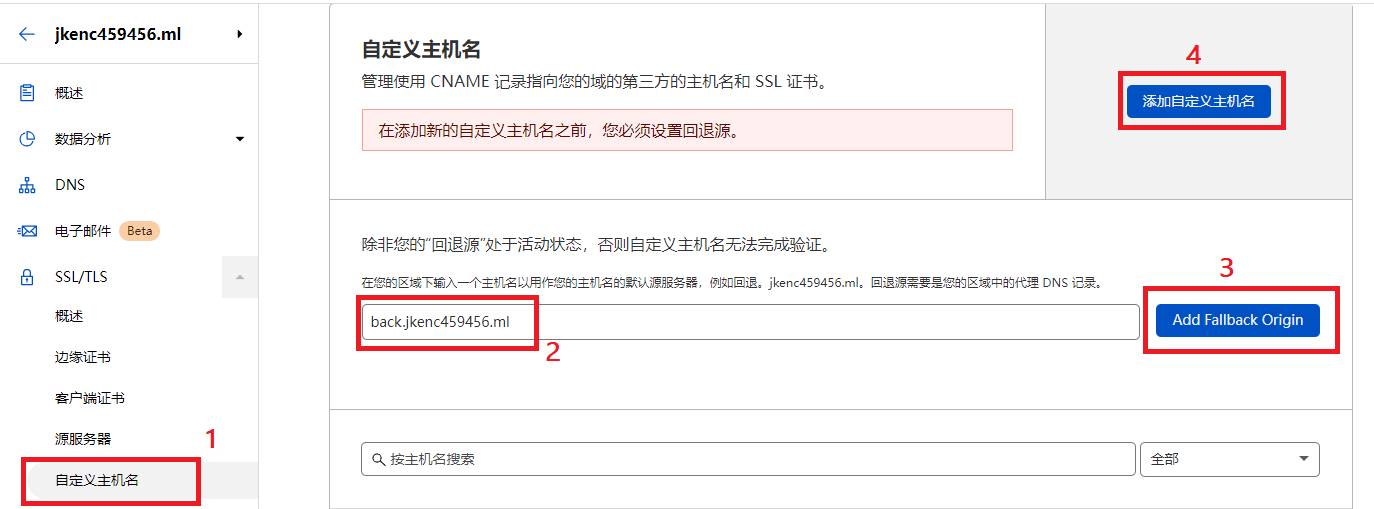 jkenc459456.ml
概述
数据分析
DNS
电子邮件 Beta
SSL/TLS
概述
边缘证书
客户端证书
源服务器
1
自定义主机名
自定义主机名
管理使用 CNAME 记录指向您的域的第三方的主机名和 SSL 证书。
在添加新的自定义主机名之前，您必须设置回退源。
4
添加自定义主机名
除非您的“回退源”处于活动状态，否则自定义主机名无法完成验证。
在您的区域下输入一个主机名以用作您的主机名的默认源服务器，例如回退。jkenc459456.ml。回退源需要是您的区域中的代理 DNS 记录。
back.jkenc459456.ml
2
3
Add Fallback Origin
按主机名搜索
全部